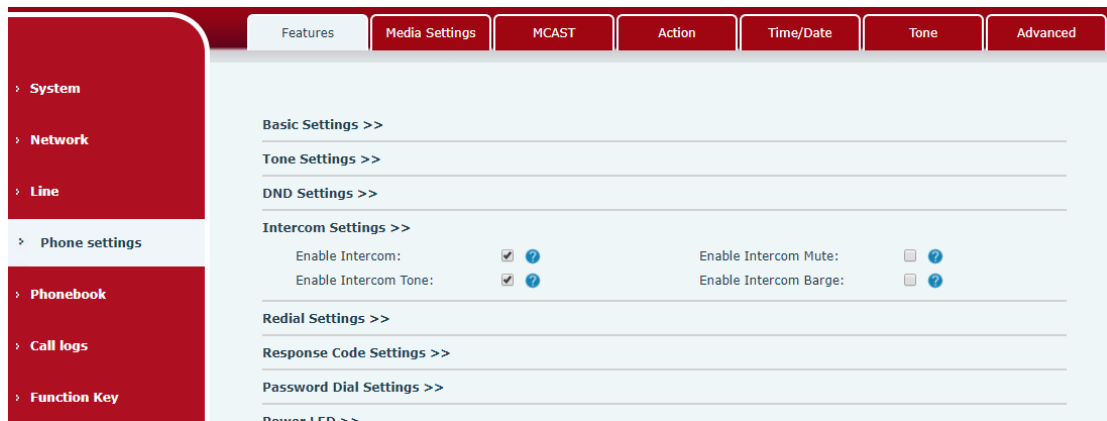 Features Media Settings MCAST Action Time/Date Tone Advanced
System
Network
Line
Phone settings
Phonebook
Call logs
Function Key
Basic Settings >>
Tone Settings >>
DND Settings >>
Intercom Settings >>
Enable Intercom: Enable Intercom Mute:
Enable Intercom Tone: Enable Intercom Barge:
Redial Settings >>
Response Code Settings >>
Password Dial Settings >>
Power LED >>